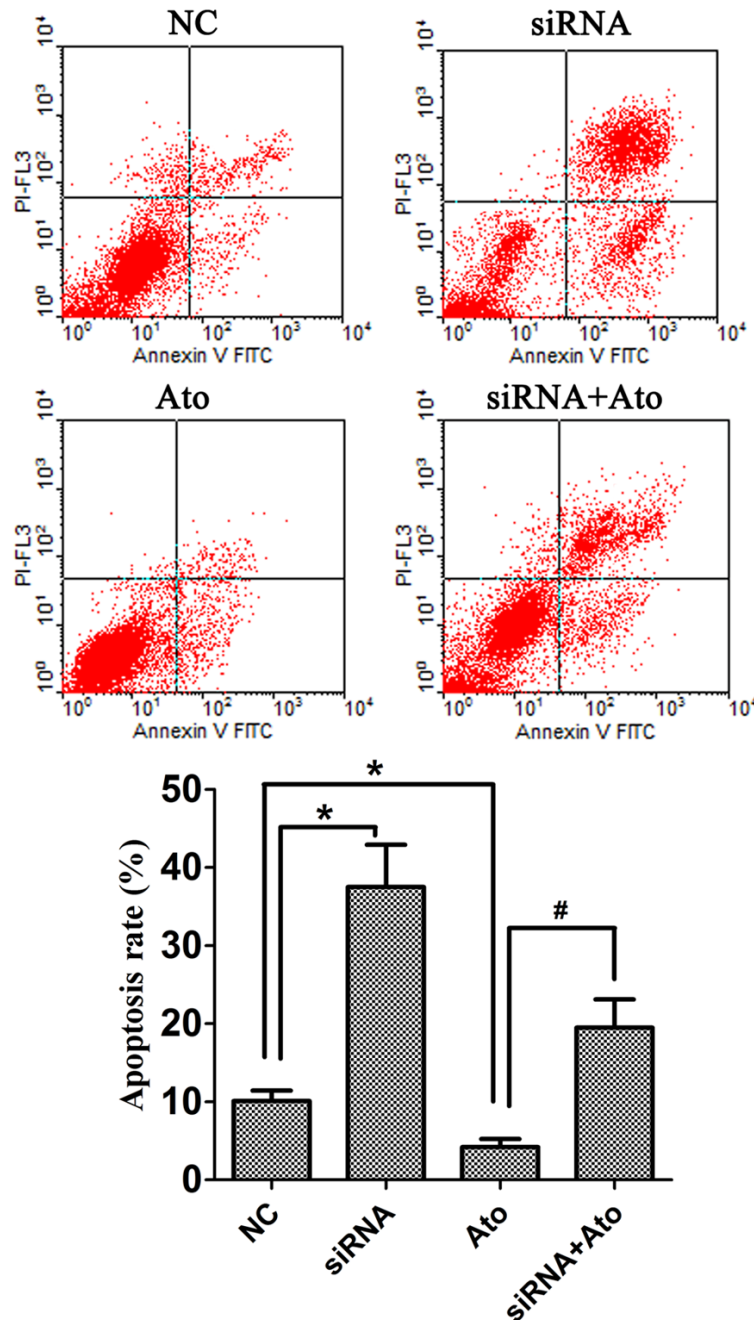 NC
siRNA
PI-FL3
10⁰ 10¹ 10² 10³ 10⁴
10⁰ 10¹ 10² 10³ 10⁴
Annexin V FITC
PI-FL3
10⁰ 10¹ 10² 10³ 10⁴
10⁰ 10¹ 10² 10³ 10⁴
Annexin V FITC
Ato
siRNA+Ato
PI-FL3
10⁰ 10¹ 10² 10³ 10⁴
10⁰ 10¹ 10² 10³ 10⁴
Annexin V FITC
PI-FL3
10⁰ 10¹ 10² 10³ 10⁴
10⁰ 10¹ 10² 10³ 10⁴
Annexin V FITC
Apoptosis rate (%)
50
40
30
20
10
0
*
*
#
NC
siRNA
Ato
siRNA+Ato